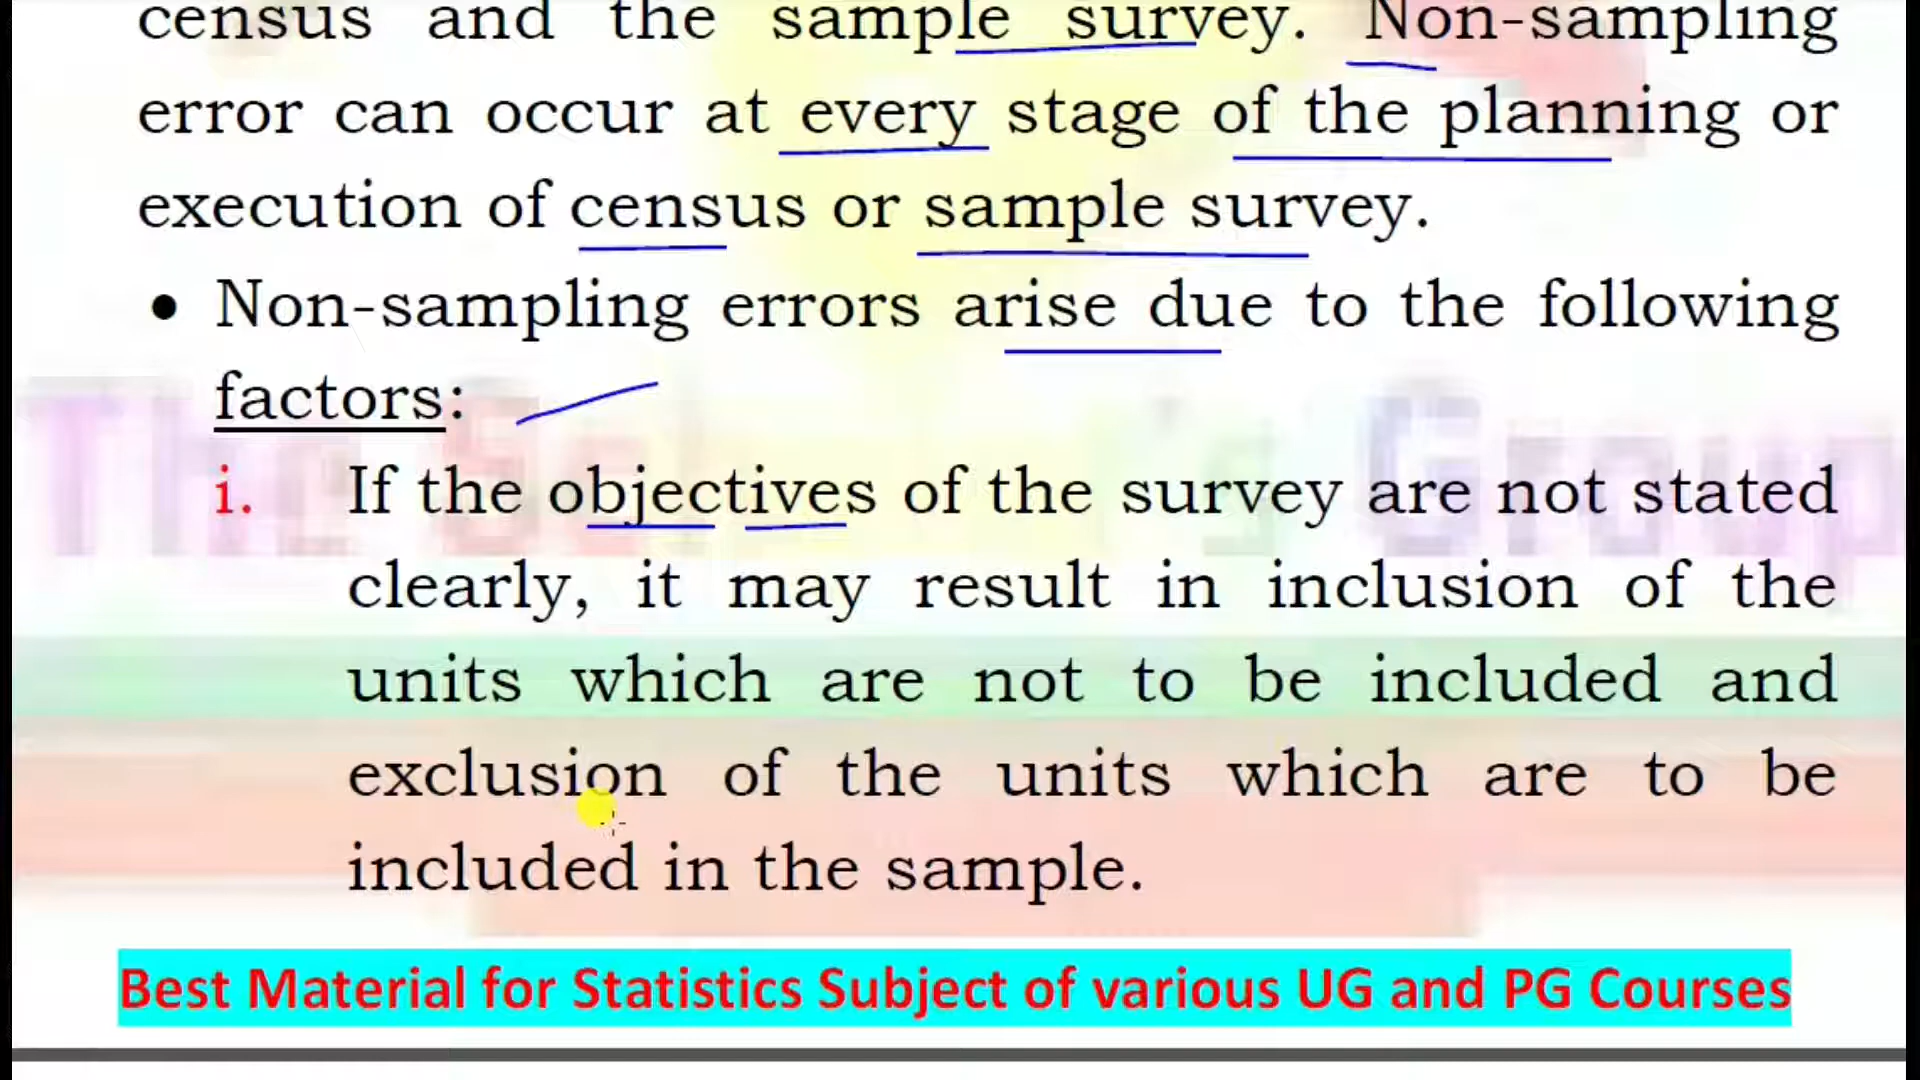 census and the sample survey. Non-sampling
error can occur at every stage of the planning or
execution of census or sample survey.
• Non-sampling errors arise due to the following
factors:
i. If the objectives of the survey are not stated
clearly, it may result in inclusion of the
units which are not to be included and
exclusion of the units which are to be
included in the sample.
Best Material for Statistics Subject of various UG and PG Courses